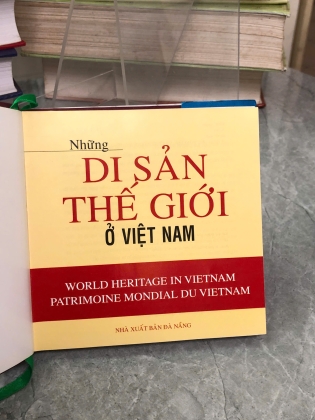 Những
DI SẢN
THẾ GIỚI
Ở VIỆT NAM
WORLD HERITAGE IN VIETNAM
PATRIMOINE MONDIAL DU VIETNAM
NHÀ XUẤT BẢN ĐÀ NẴNG